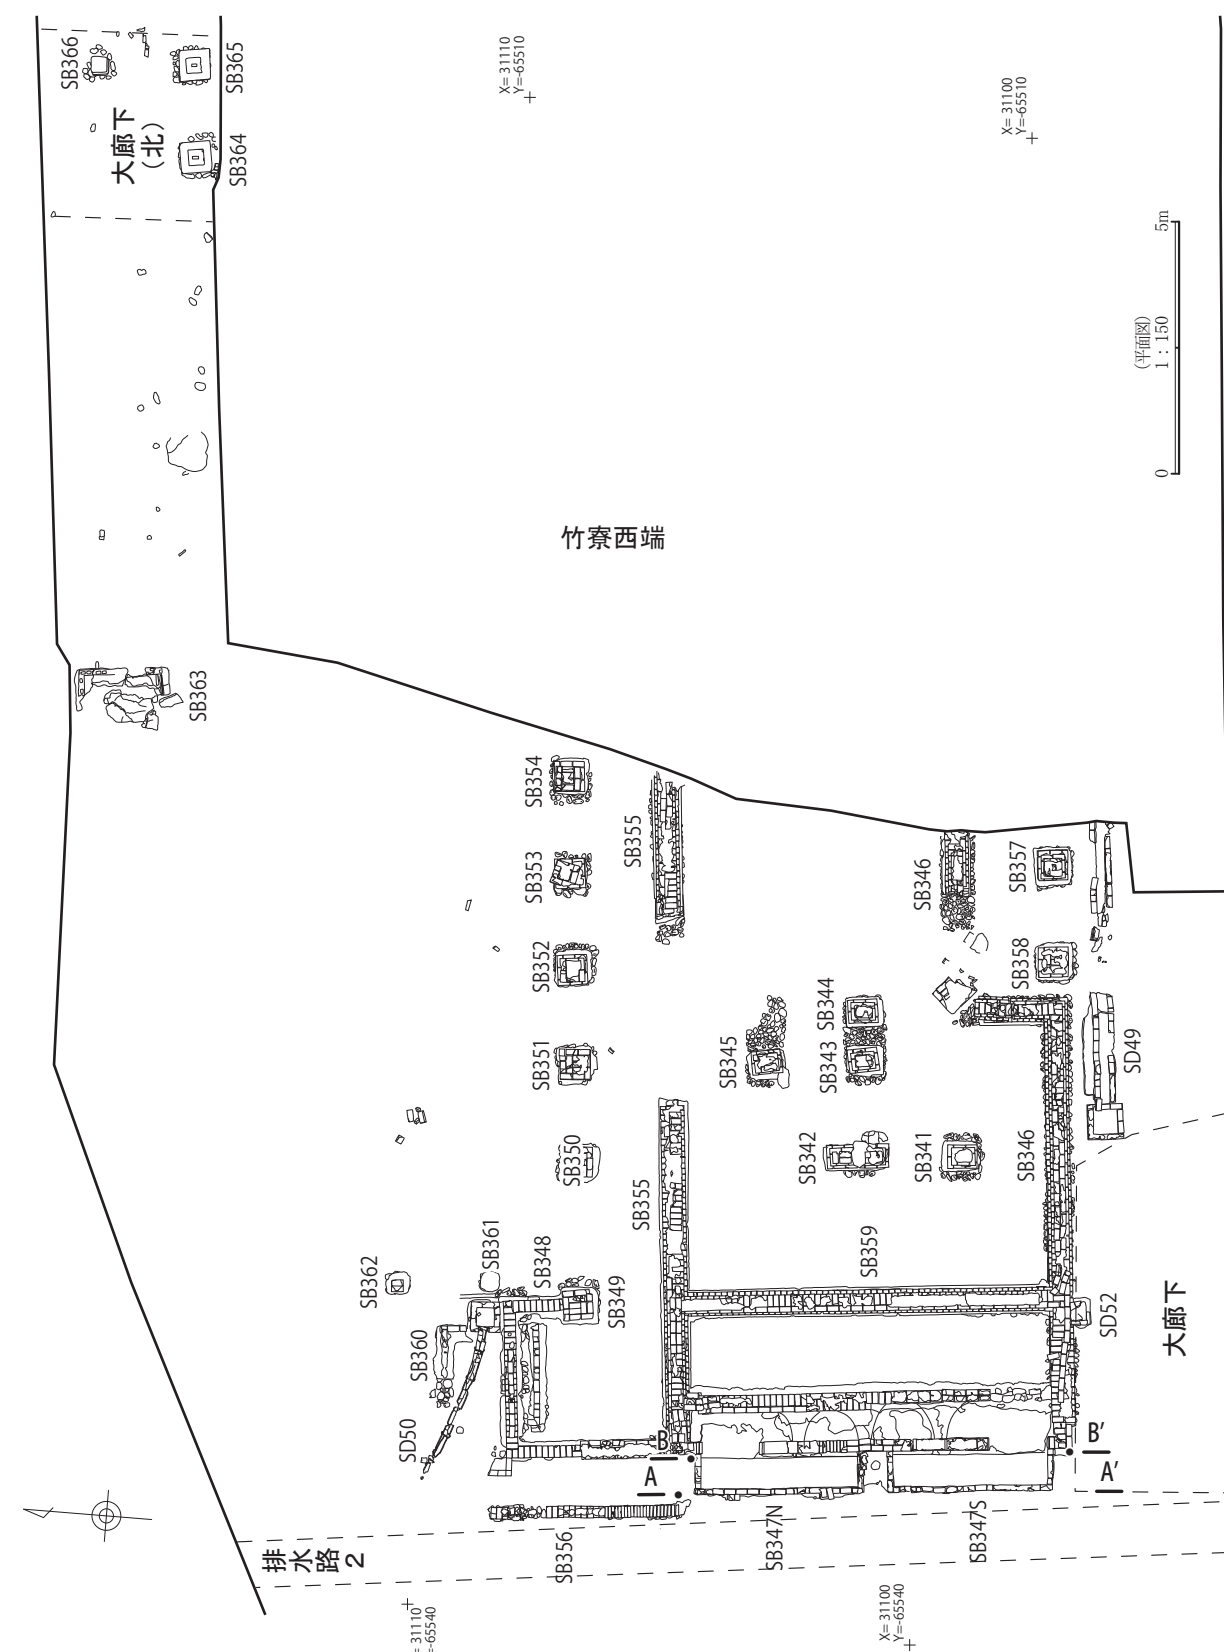 SB366
SB365
大廊下
（北）
SB364
X= 31110
Y=-65510
X= 31100
Y=-65510
5m
（平面図）
1：150
0
竹寮西端
SB363
SB354
SB353
SB352
SB351
SB350
SB355
SB346
SB357
SB358
SB345
SB344
SB343
SD49
SB342
SB341
SB346
SB355
SB359
SB362
SB361
SB348
SB349
SB360
SD50
SD52
大廊下
B
A
B′
A′
SB356
SB347N
SB347S
排水路
2
= 31110
-65540
X= 31100
Y=-65540